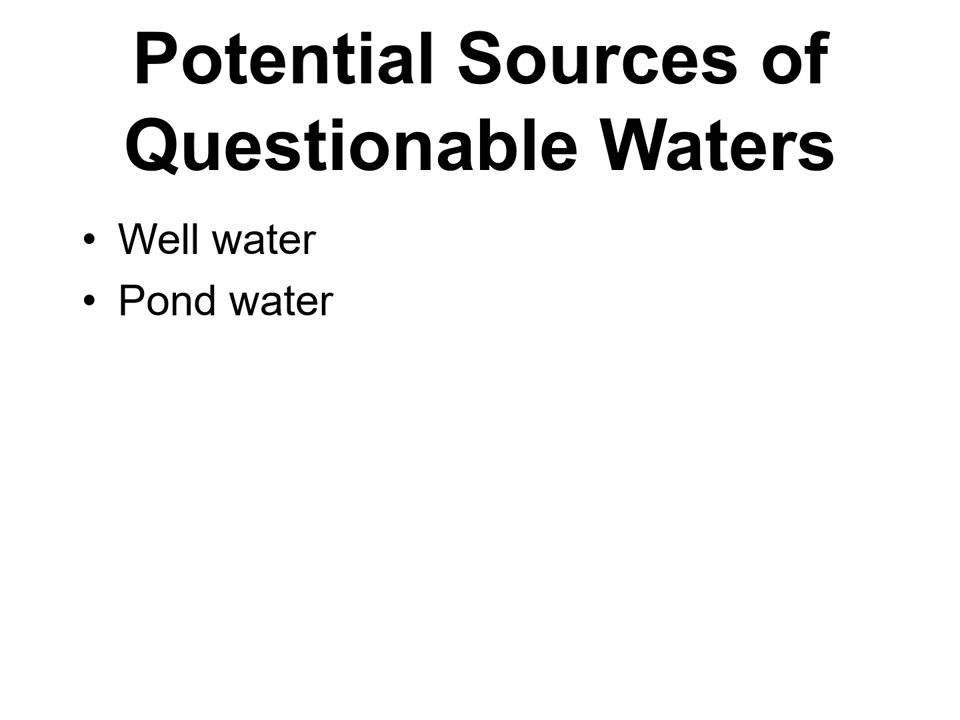 Potential Sources of
Questionable Waters
• Well water
• Pond water